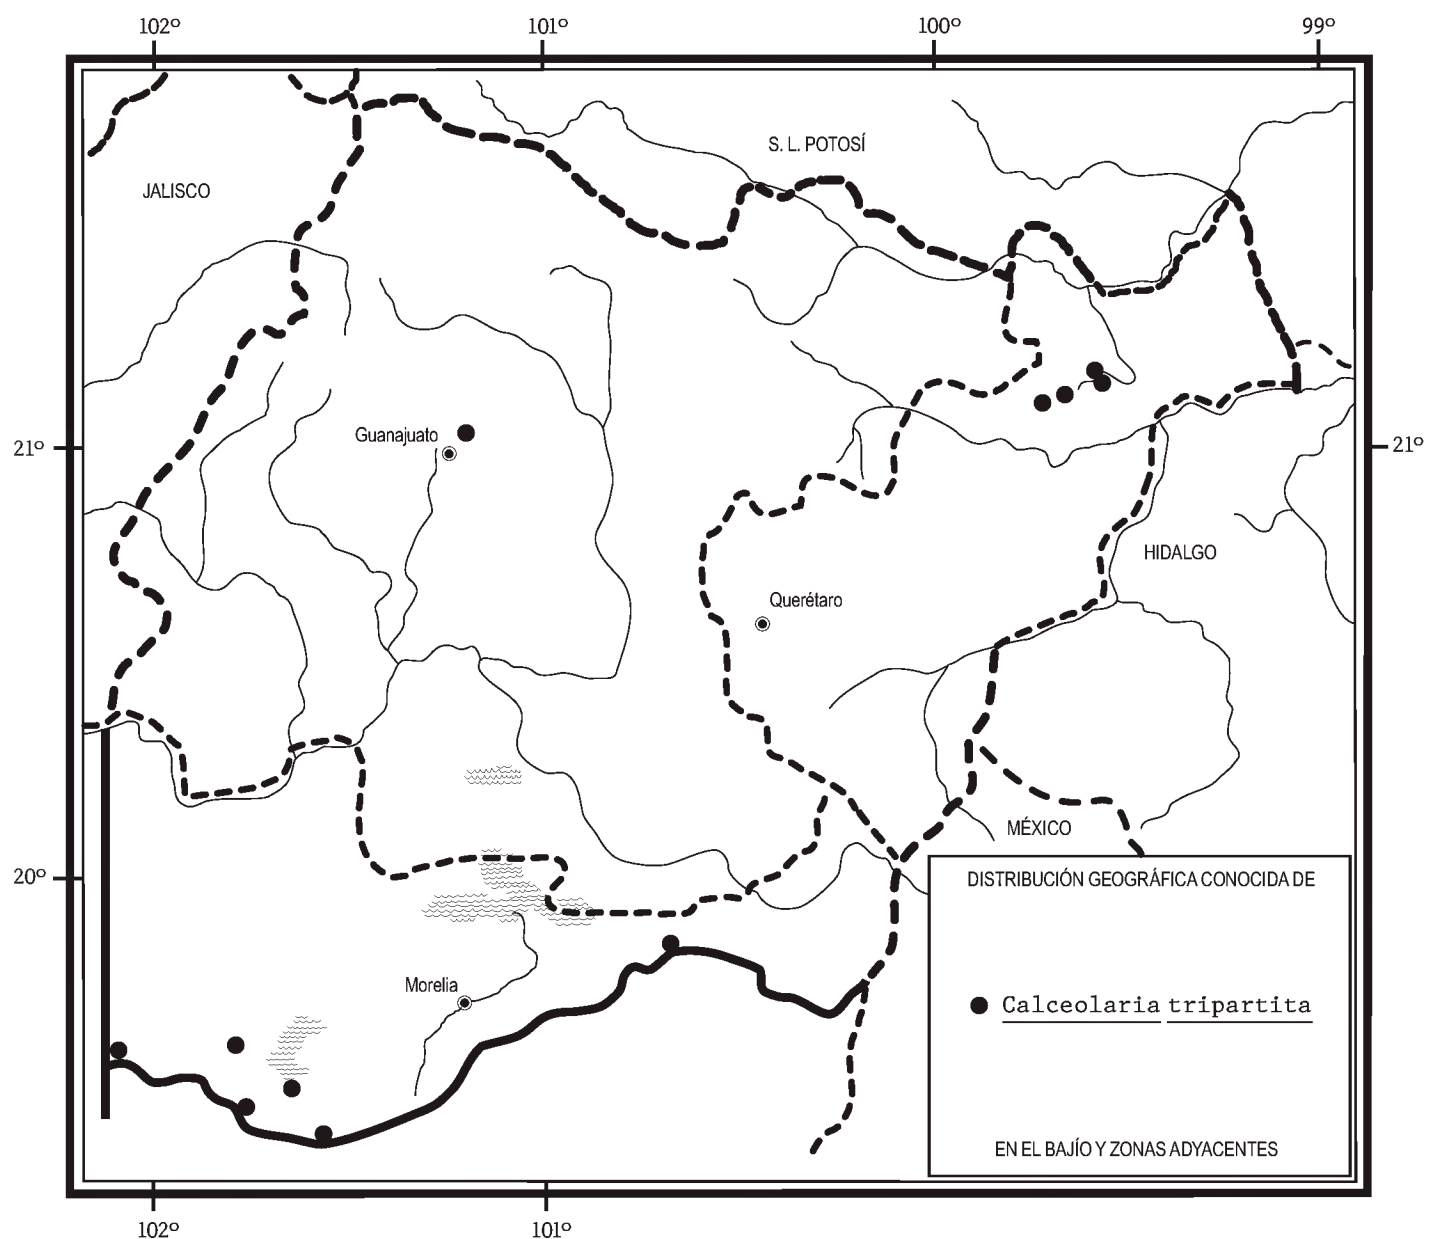 102º 101º 100º 99º
S. L. POTOSÍ
JALISCO
Guanajuato
21º 21º
HIDALGO
Querétaro
MÉXICO
20º
DISTRIBUCIÓN GEOGRÁFICA CONOCIDA DE
Morelia
Calceolaria tripartita
EN EL BAJÍO Y ZONAS ADYACENTES
102º 101º